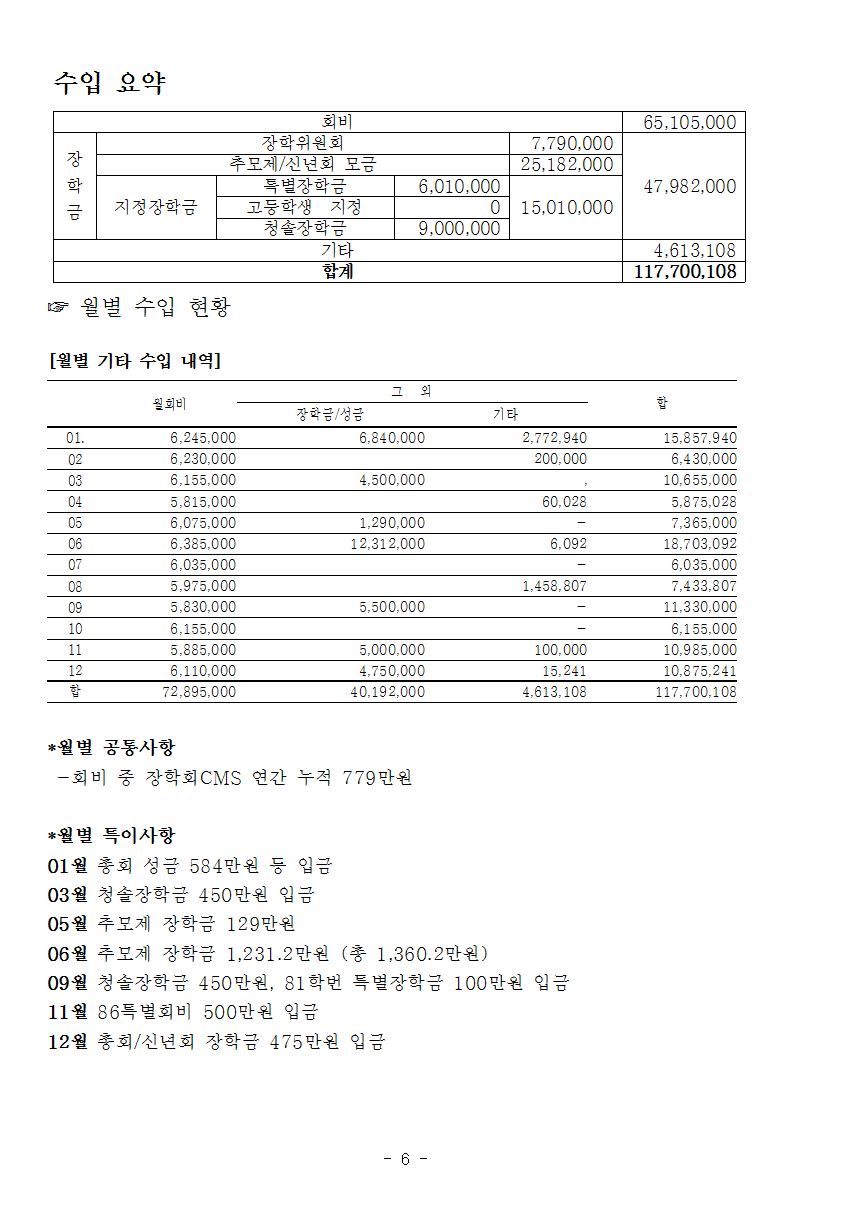 수입 요약
회비 65,105,000
장학금 장학위원회 7,790,000 47,982,000
추모제/신년회 모금 25,182,000
지정장학금 특별장학금 6,010,000 15,010,000
고등학생 지정 0
청솔장학금 9,000,000
기타 4,613,108
합계 117,700,108
☞ 월별 수입 현황
[월별 기타 수입 내역]
월회비 그 외 합
장학금/성금 기타
01. 6,245,000 6,840,000 2,772,940 15,857,940
02 6,230,000 200,000 6,430,000
03 6,155,000 4,500,000 , 10,655,000
04 5,815,000 60,028 5,875,028
05 6,075,000 1,290,000 - 7,365,000
06 6,385,000 12,312,000 6,092 18,703,092
07 6,035,000 - 6,035,000
08 5,975,000 1,458,807 7,433,807
09 5,830,000 5,500,000 - 11,330,000
10 6,155,000 - 6,155,000
11 5,885,000 5,000,000 100,000 10,985,000
12 6,110,000 4,750,000 15,241 10,875,241
합 72,895,000 40,192,000 4,613,108 117,700,108
*월별 공통사항
-회비 중 장학회CMS 연간 누적 779만원
*월별 특이사항
01월 총회 성금 584만원 등 입금
03월 청솔장학금 450만원 입금
05월 추모제 장학금 129만원
06월 추모제 장학금 1,231.2만원 (총 1,360.2만원)
09월 청솔장학금 450만원, 81학번 특별장학금 100만원 입금
11월 86특별회비 500만원 입금
12월 총회/신년회 장학금 475만원 입금
- 6 -